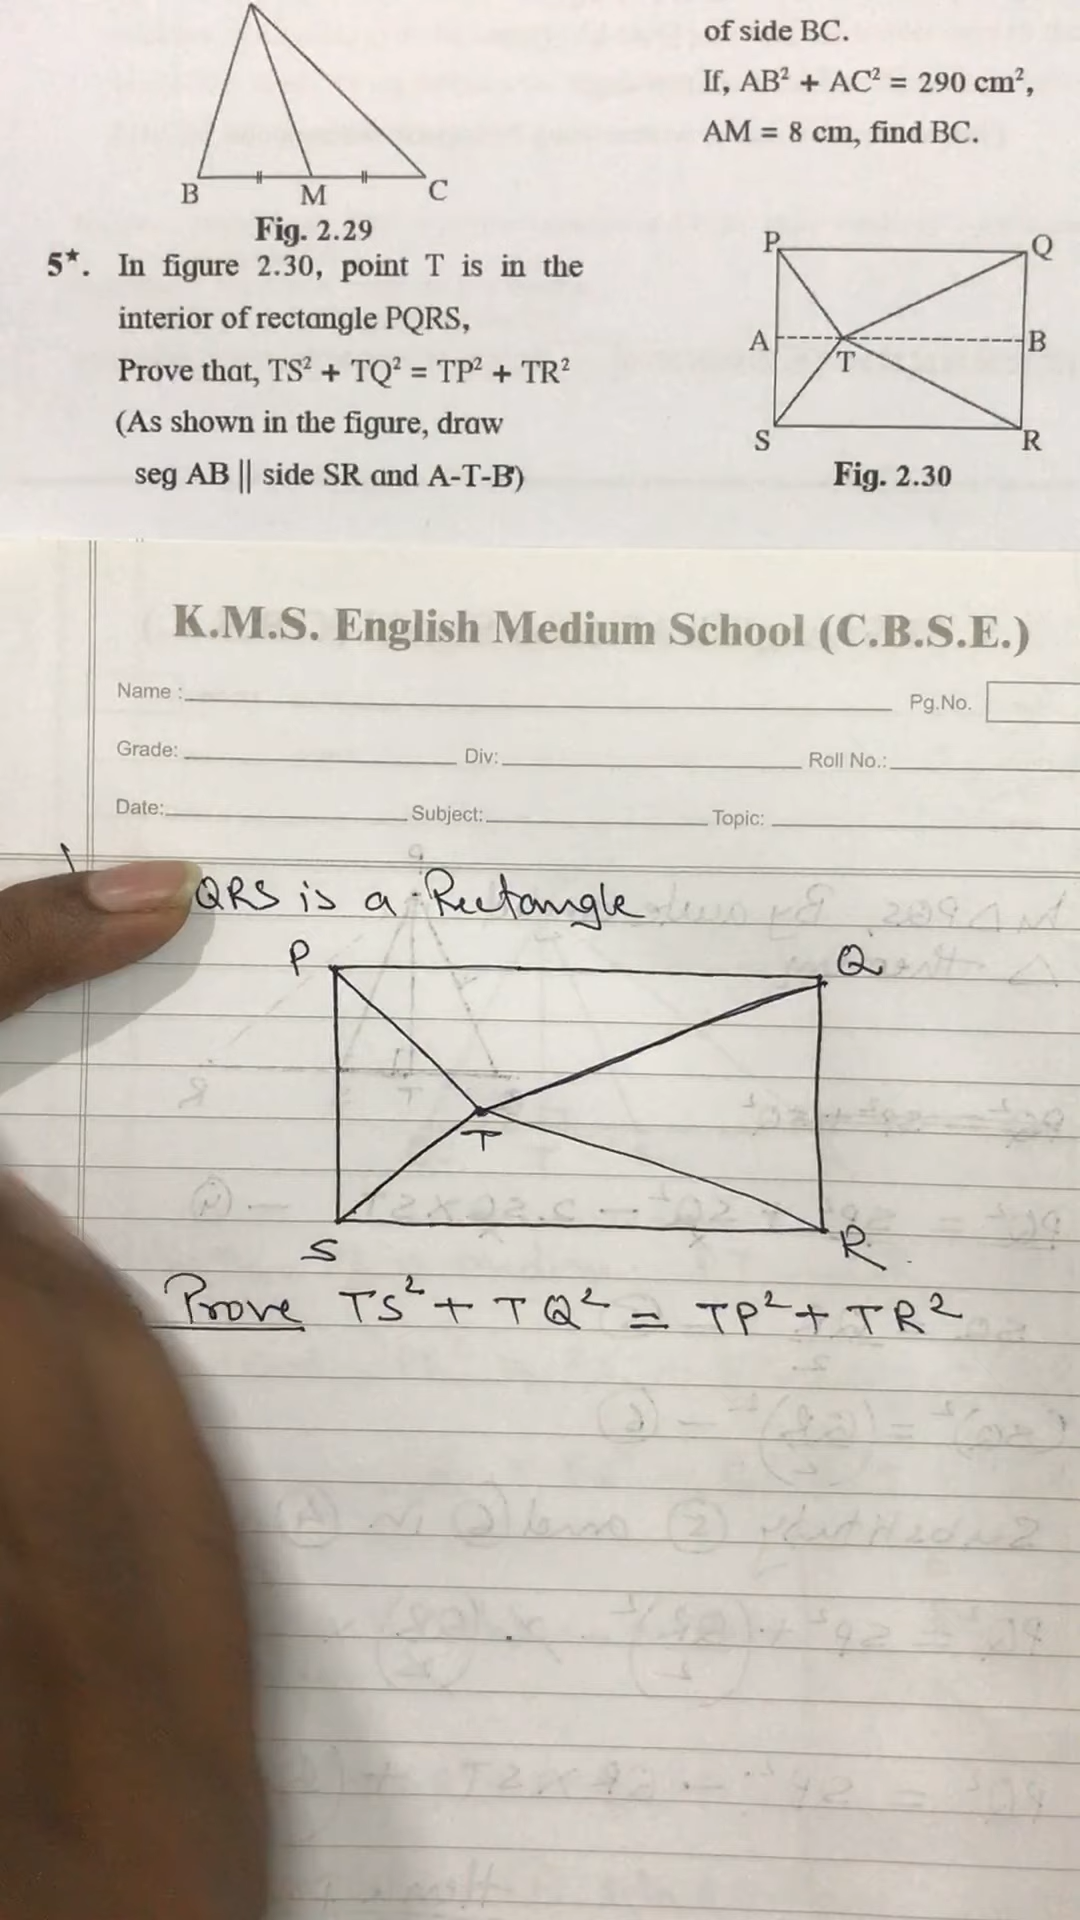 of side BC.
If, AB² + AC² = 290 cm²,
AM = 8 cm, find BC.
B
M
C
Fig. 2.29
5*. In figure 2.30, point T is in the
interior of rectangle PQRS,
Prove that, TS² + TQ² = TP² + TR²
(As shown in the figure, draw
seg AB || side SR and A-T-B)
P
Q
A
T
B
S
R
Fig. 2.30
K.M.S. English Medium School (C.B.S.E.)
Name :
Pg.No.
Grade: Div: Roll No.:
Date: Subject: Topic:
QRS is a Rectangle
P
Q
T
S
R
Prove TS² + TQ² = TP² + TR²